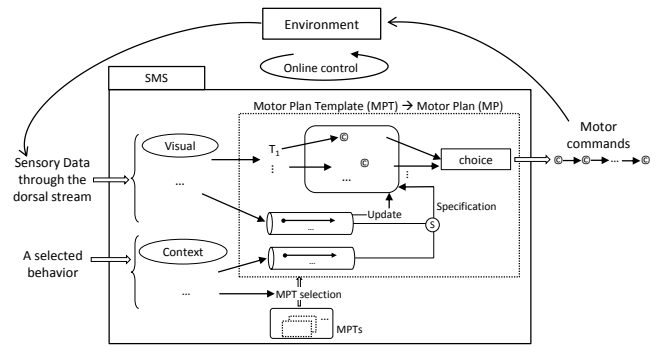 Environment
Online control
SMS
Motor Plan Template (MPT) → Motor Plan (MP)
Motor
commands
Visual
T1
©
©
...
⋮
⋮
choice
© © ... ©
Sensory Data
through the
dorsal stream
...
Update
Specification
...
S
A selected
behavior
Context
...
...
MPT selection
...
MPTs